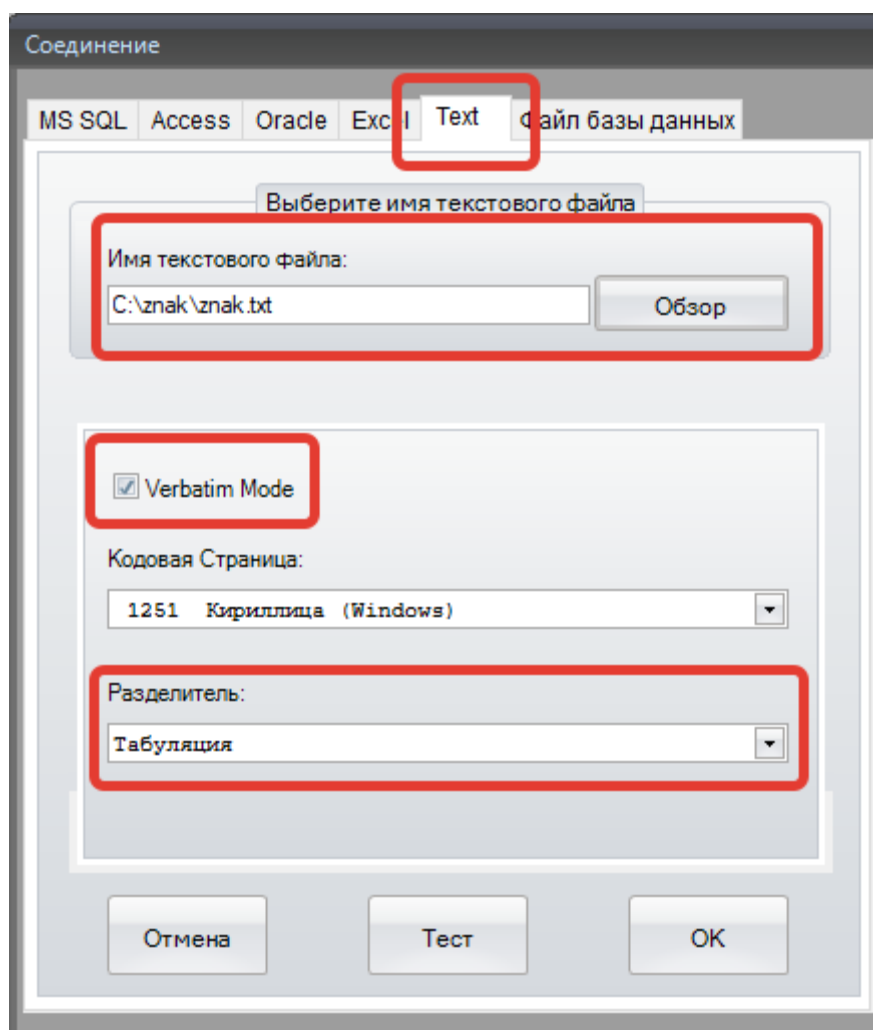 Соединение
MS SQL Access Oracle Excel Text Файл базы данных
Выберите имя текстового файла
Имя текстового файла:
C:\znak\znak.txt Обзор
Verbatim Mode
Кодовая Страница:
1251 Кириллица (Windows)
Разделитель:
Табуляция
Отмена Тест OK